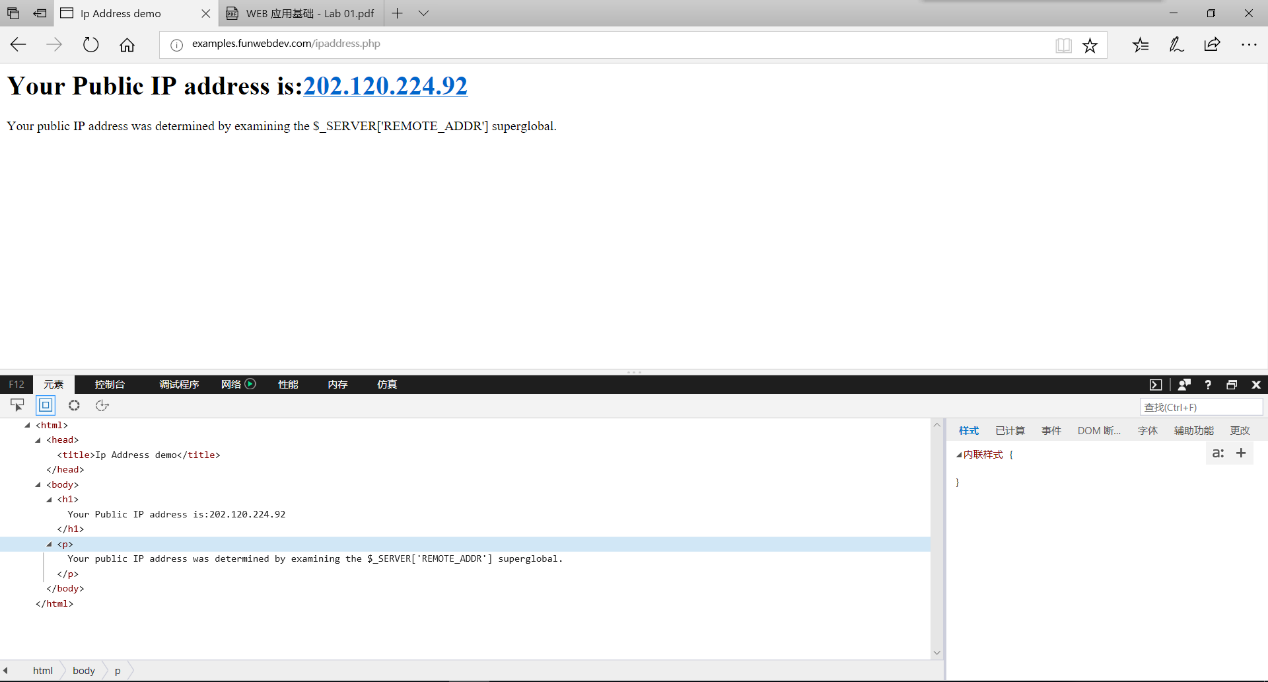 Ip Address demo
WEB 应用基础 - Lab 01.pdf
examples.funwebdev.com/ipaddress.php
Your Public IP address is:202.120.224.92
Your public IP address was determined by examining the $_SERVER['REMOTE_ADDR'] superglobal.
F12 元素 控制台 调试程序 网络 性能 内存 仿真
查找(Ctrl+F)
<html>
<head>
<title>Ip Address demo</title>
</head>
<body>
<h1>
Your Public IP address is:202.120.224.92
</h1>
<p>
Your public IP address was determined by examining the $_SERVER['REMOTE_ADDR'] superglobal.
</p>
</body>
</html>
html body p
样式 已计算 事件 DOM 断... 字体 辅助功能 更改
内联样式 {
a: +
}